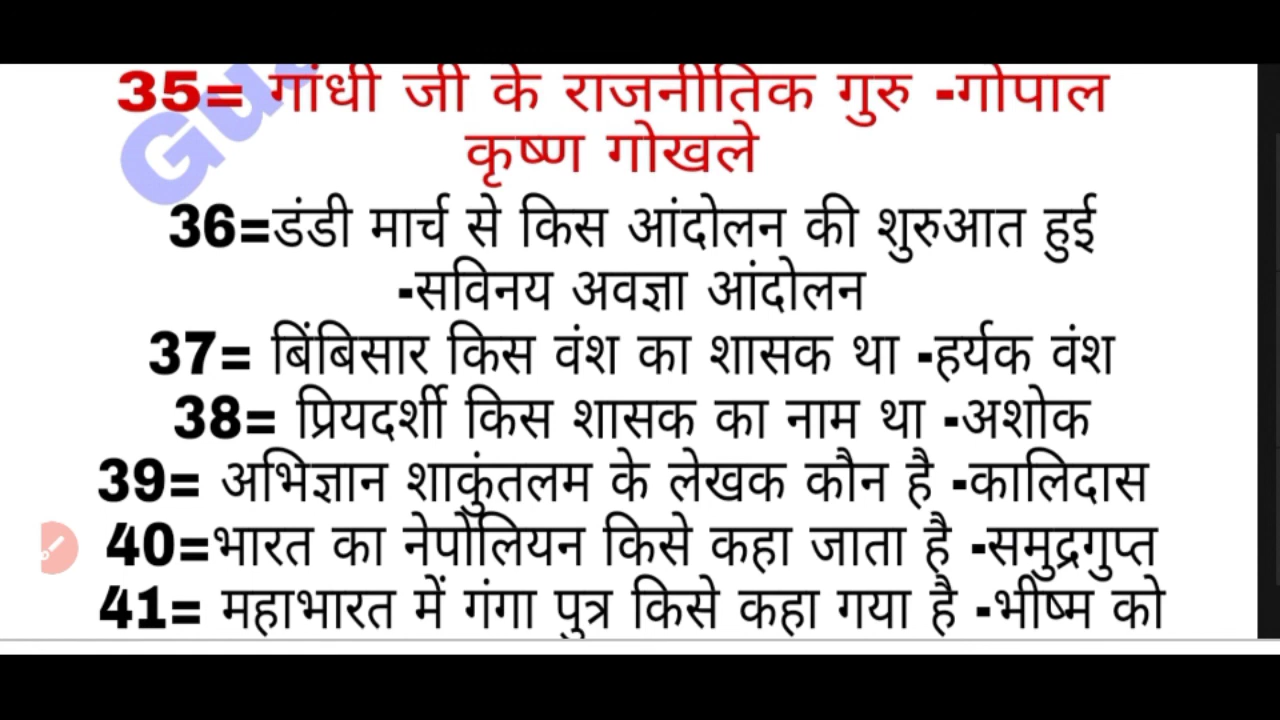 35= गांधी जी के राजनीतिक गुरु -गोपाल
कृष्ण गोखले
36=डंडी मार्च से किस आंदोलन की शुरुआत हुई
-सविनय अवज्ञा आंदोलन
37= बिंबिसार किस वंश का शासक था -हर्यक वंश
38= प्रियदर्शी किस शासक का नाम था -अशोक
39= अभिज्ञान शाकुंतलम के लेखक कौन है -कालिदास
40=भारत का नेपोलियन किसे कहा जाता है -समुद्रगुप्त
41= महाभारत में गंगा पुत्र किसे कहा गया है -भीष्म को